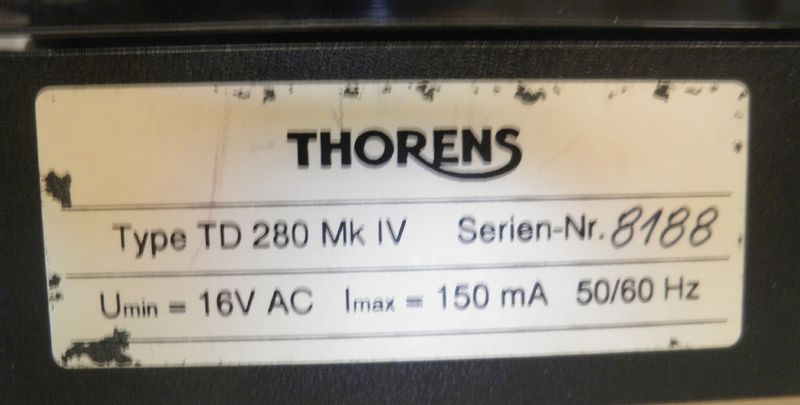 THORENS
Type TD 280 Mk IV Serien-Nr. 8188
Umin = 16V AC Imax = 150 mA 50/60 Hz